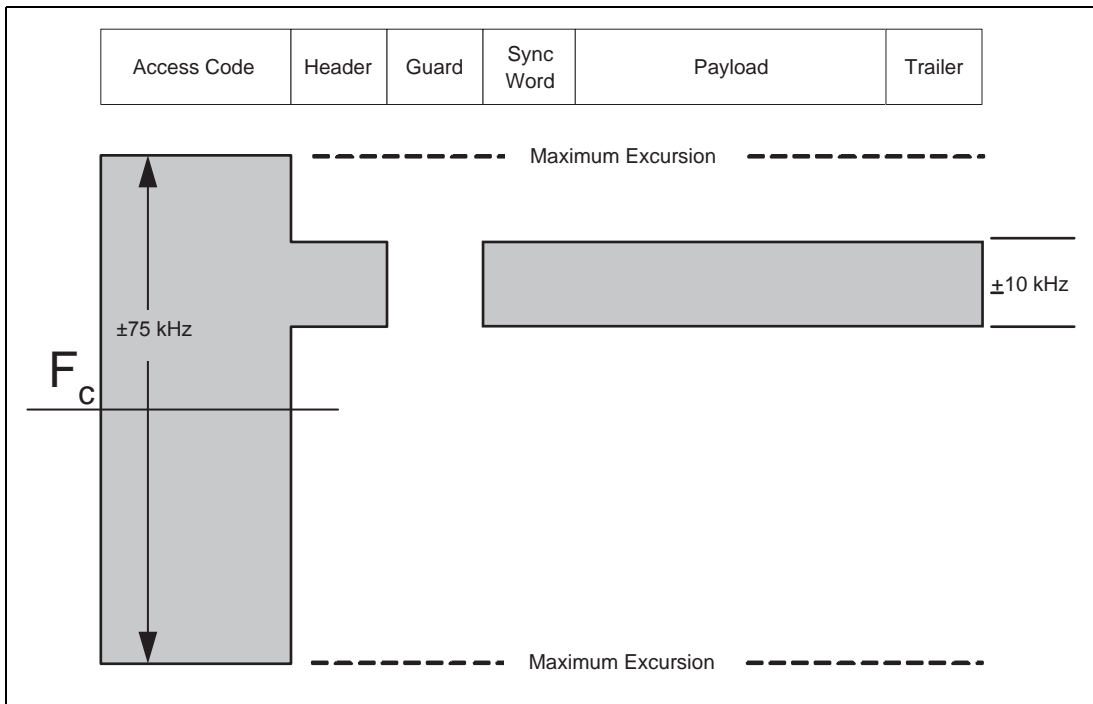 Access Code
Header
Guard
Sync
Word
Payload
Trailer
Maximum Excursion
±10 kHz
±75 kHz
Fc
Maximum Excursion